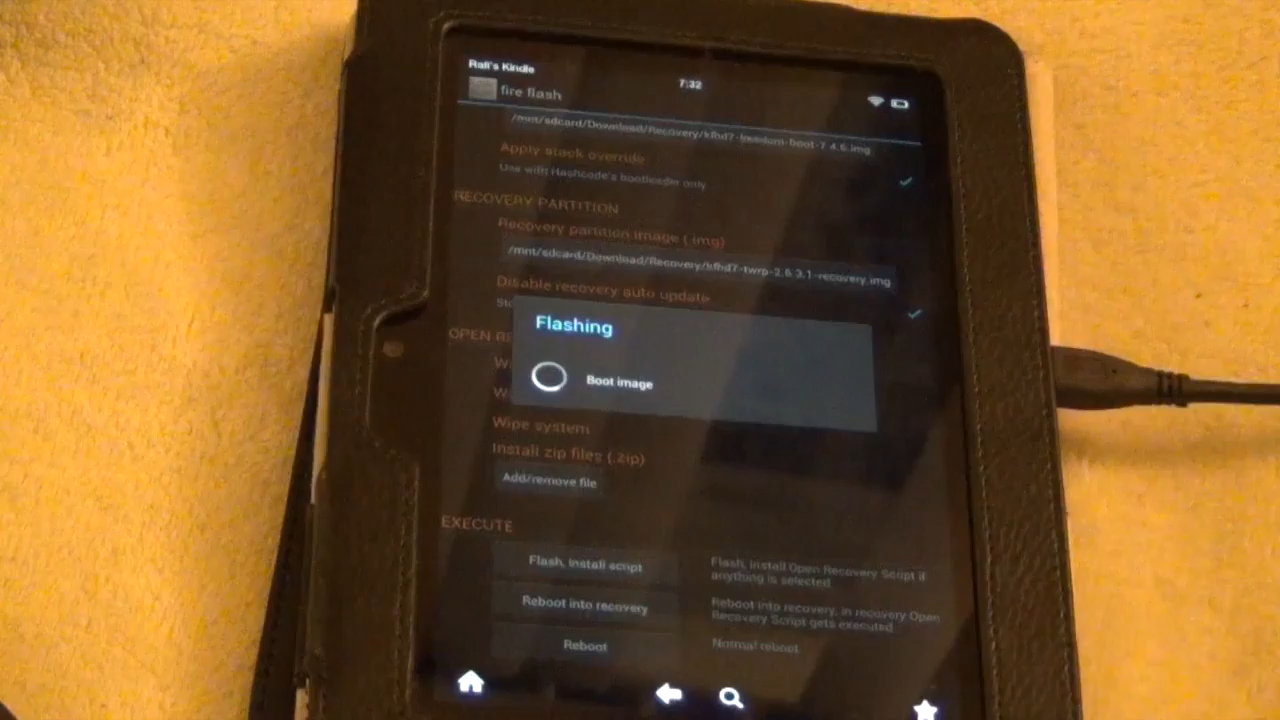 Rafi's Kindle
7:32
fire flash
/mnt/sdcard/Download/Recovery/kfhd7-freedom-boot-7.4.6.img
Apply stack override
Use with Hashcode's bootloader only
RECOVERY PARTITION
Recovery partition image (.img)
/mnt/sdcard/Download/Recovery/kfhd7-twrp-2.6.3.1-recovery.img
Disable recovery auto update
Flashing
OPEN RE
Boot image
Wipe system
Install zip files (.zip)
Add/remove file
EXECUTE
Flash, install script
Flash, install Open Recovery Script if
anything is selected
Reboot into recovery
Reboot into recovery, in recovery Open
Recovery Script gets executed
Reboot
Normal reboot